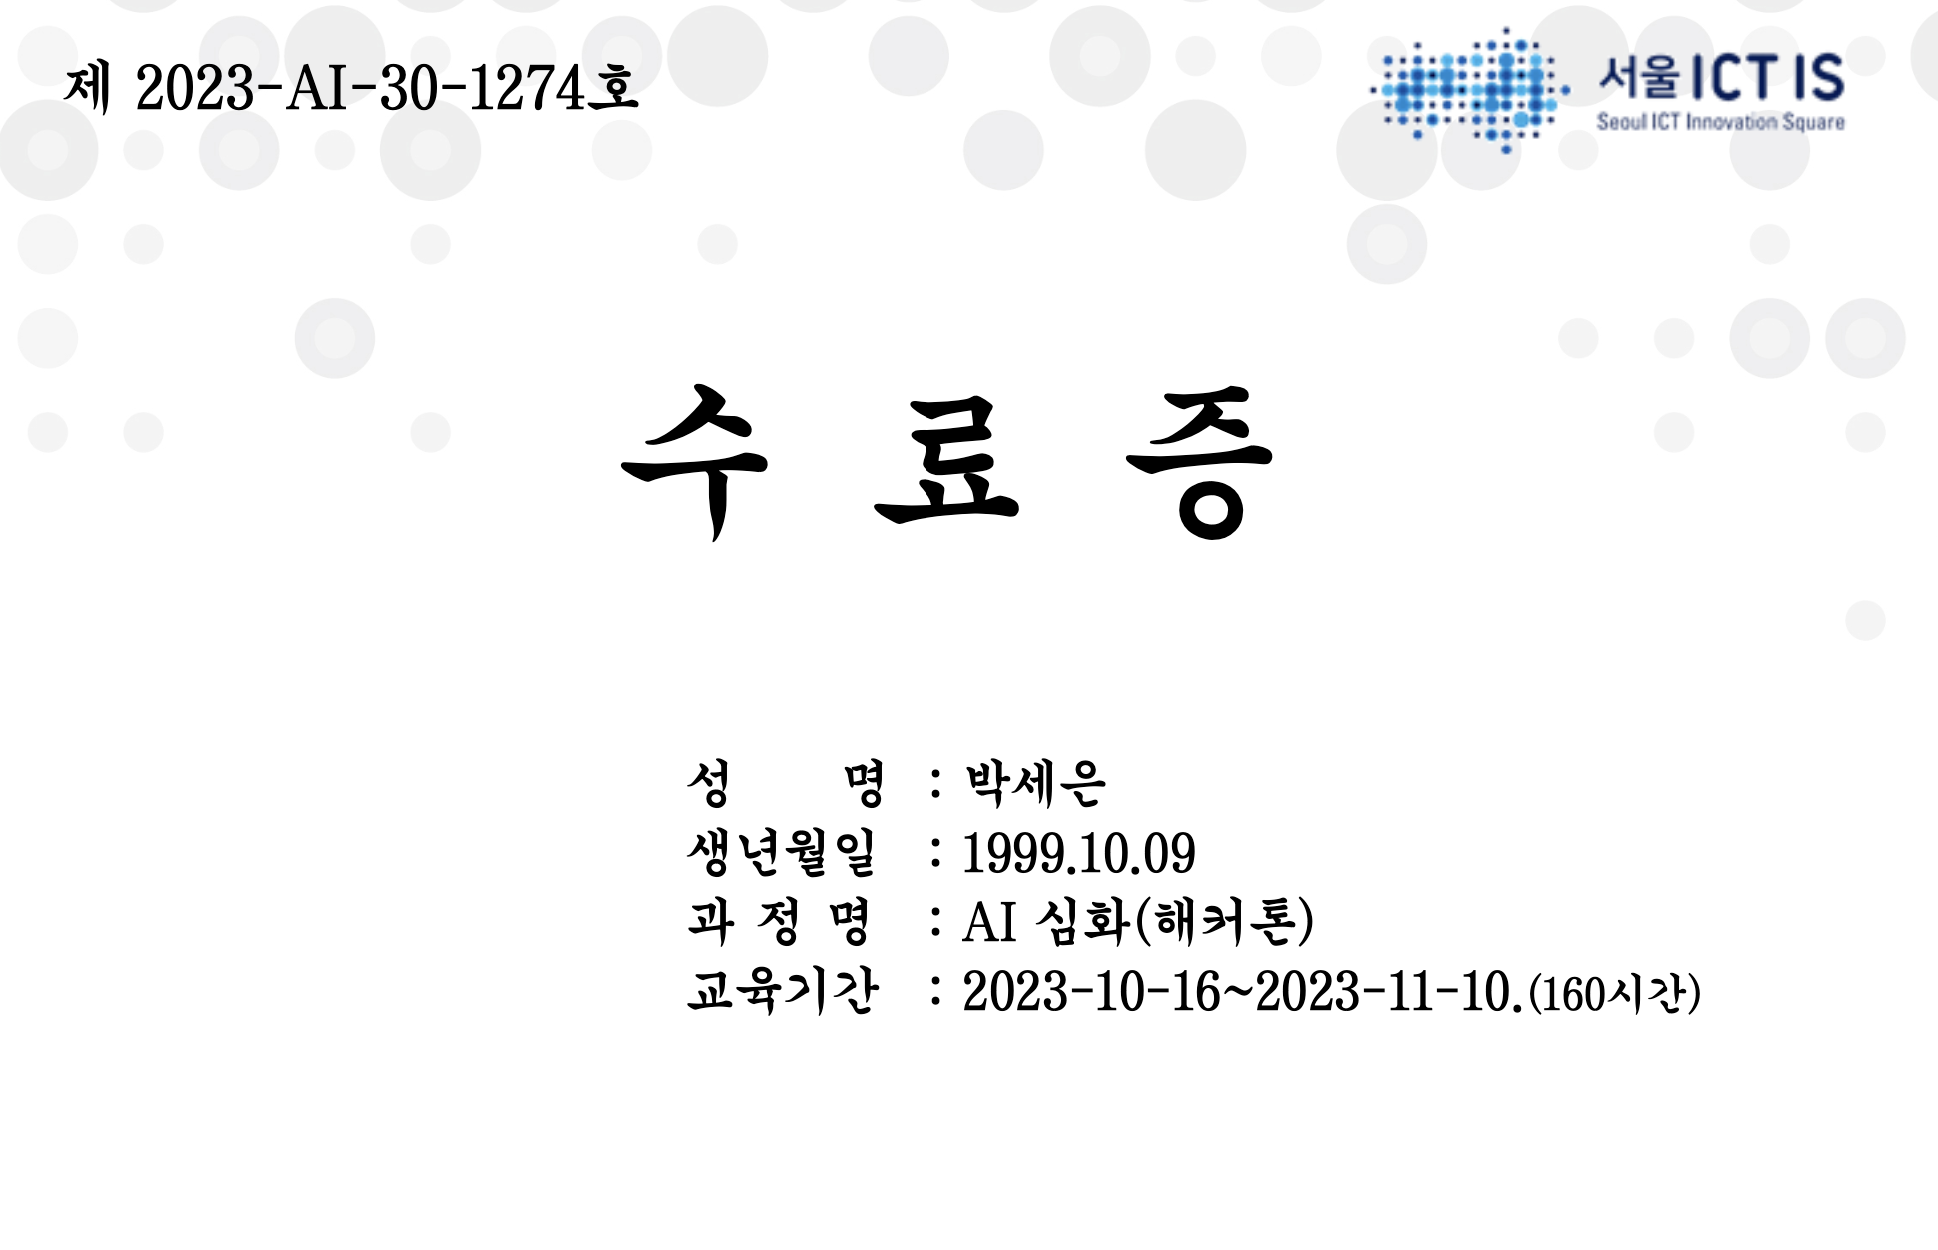 제 2023-AI-30-1274호
서울 ICT IS
Seoul ICT Innovation Square
수 료 증
성 명 : 박세은
생년월일 : 1999.10.09
과 정 명 : AI 심화(해커톤)
교육기간 : 2023-10-16~2023-11-10.(160시간)